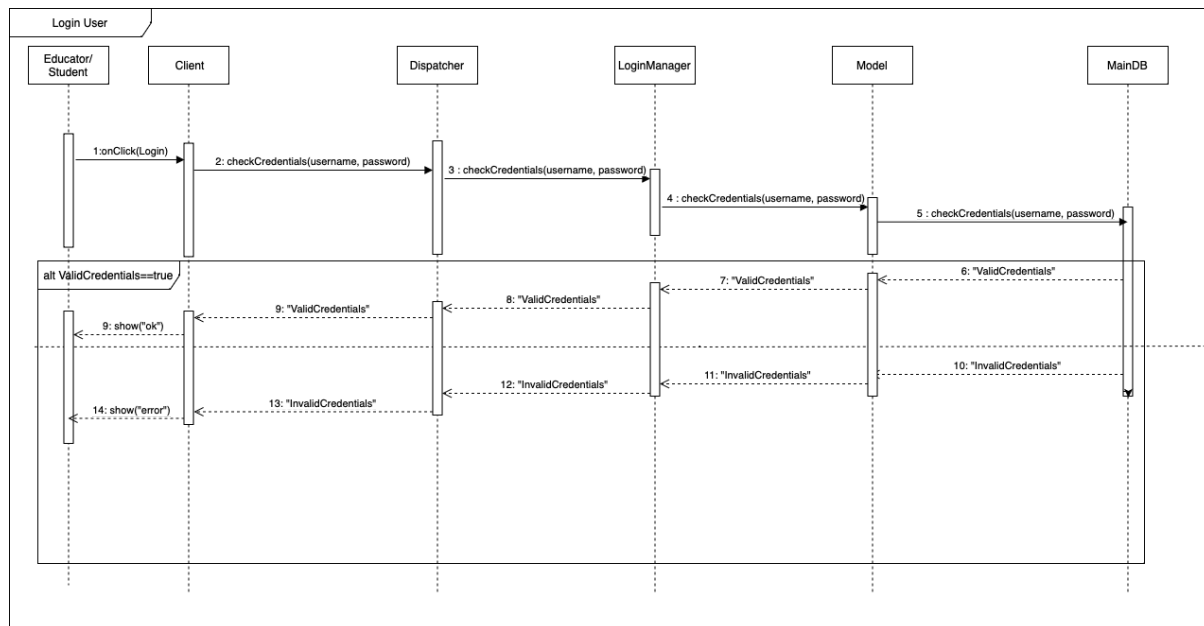 Login User
Educator/
Student
Client
Dispatcher
LoginManager
Model
MainDB
1:onClick(Login)
2: checkCredentials(username, password)
3 : checkCredentials(username, password)
4 : checkCredentials(username, password)
5 : checkCredentials(username, password)
alt ValidCredentials==true
6: "ValidCredentials"
7: "ValidCredentials"
8: "ValidCredentials"
9: "ValidCredentials"
9: show("ok")
10: "InvalidCredentials"
11: "InvalidCredentials"
12: "InvalidCredentials"
13: "InvalidCredentials"
14: show("error")